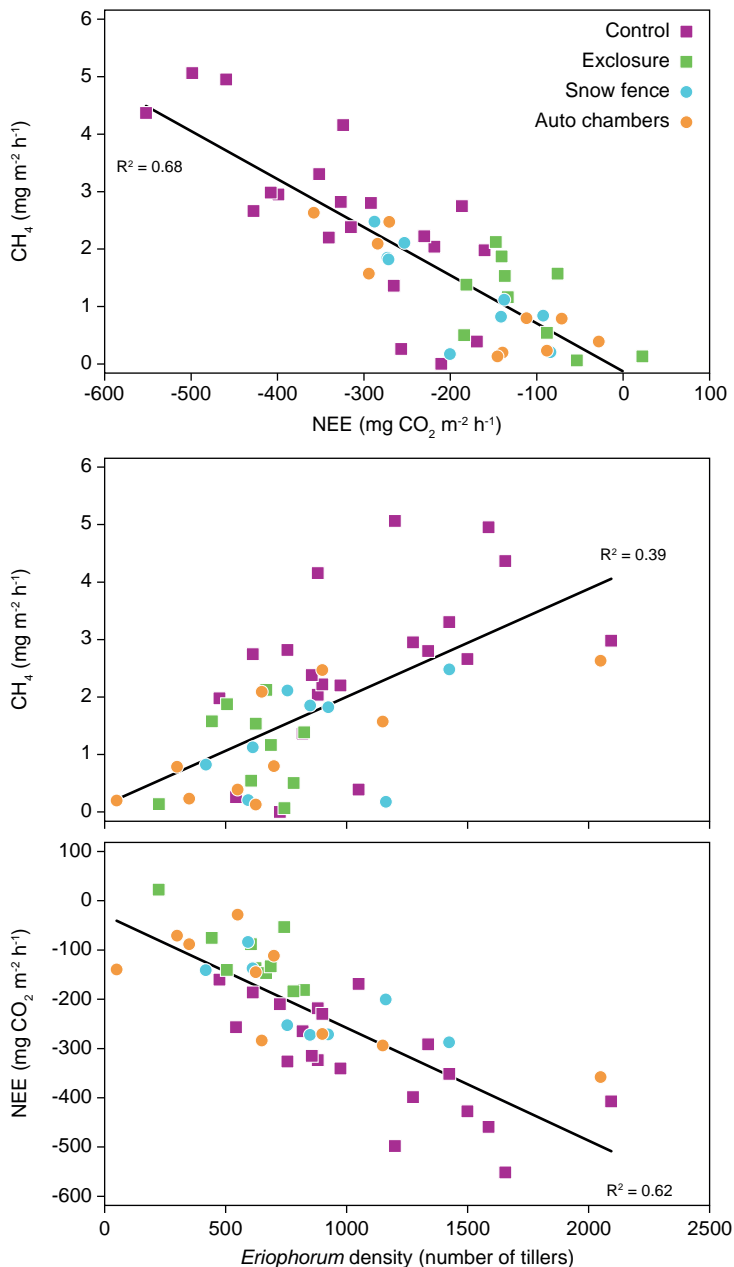 6
5
4
3
2
1
0
CH₄ (mg m⁻² h⁻¹)
Control
Exclosure
Snow fence
Auto chambers
R² = 0.68
-600 -500 -400 -300 -200 -100 0 100
NEE (mg CO₂ m⁻² h⁻¹)
6
5
4
3
2
1
0
CH₄ (mg m⁻² h⁻¹)
R² = 0.39
100
0
-100
-200
-300
-400
-500
-600
NEE (mg CO₂ m⁻² h⁻¹)
R² = 0.62
0 500 1000 1500 2000 2500
Eriophorum density (number of tillers)